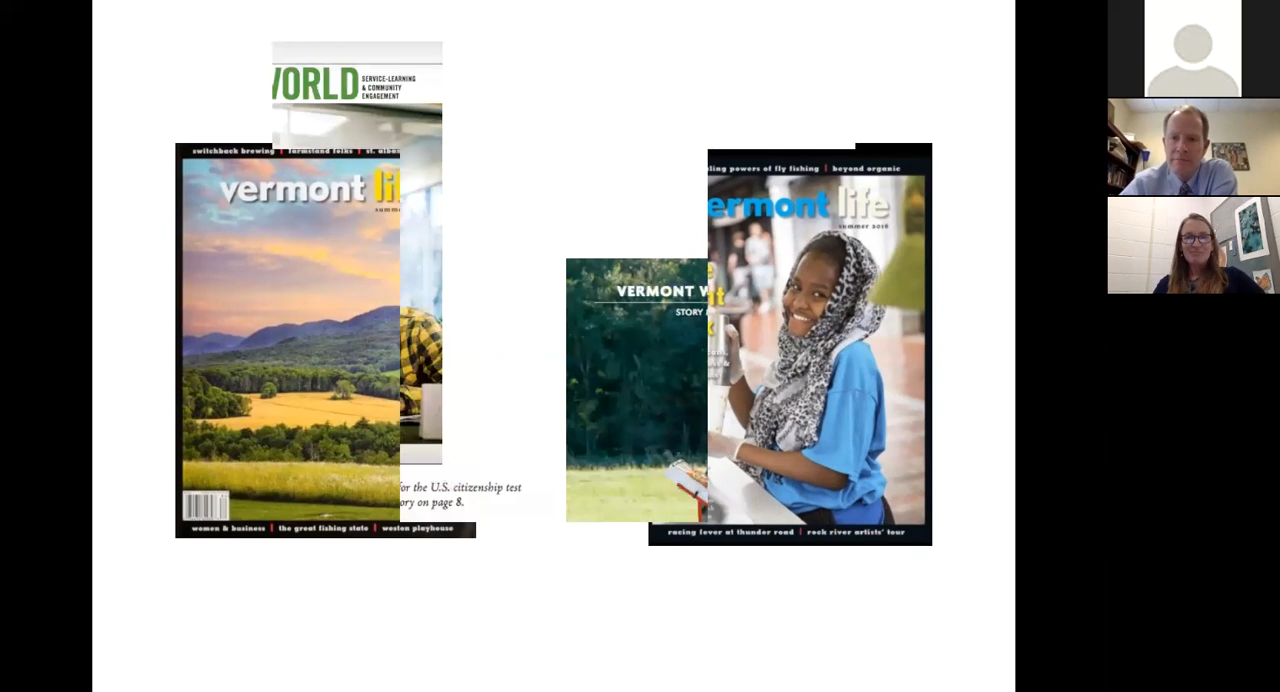 WORLD SERVICE-LEARNING
& COMMUNITY
ENGAGEMENT
switchback brewing | farmstand folks | st. alba
vermont li
summ
for the U.S. citizenship test
ory on page 8.
women & business | the great fishing state | weston playhouse
VERMONT W
STORY
ling powers of fly fishing | beyond organic
ermont life
summer 2016
racing fever at thunder road | rock river artists' tour